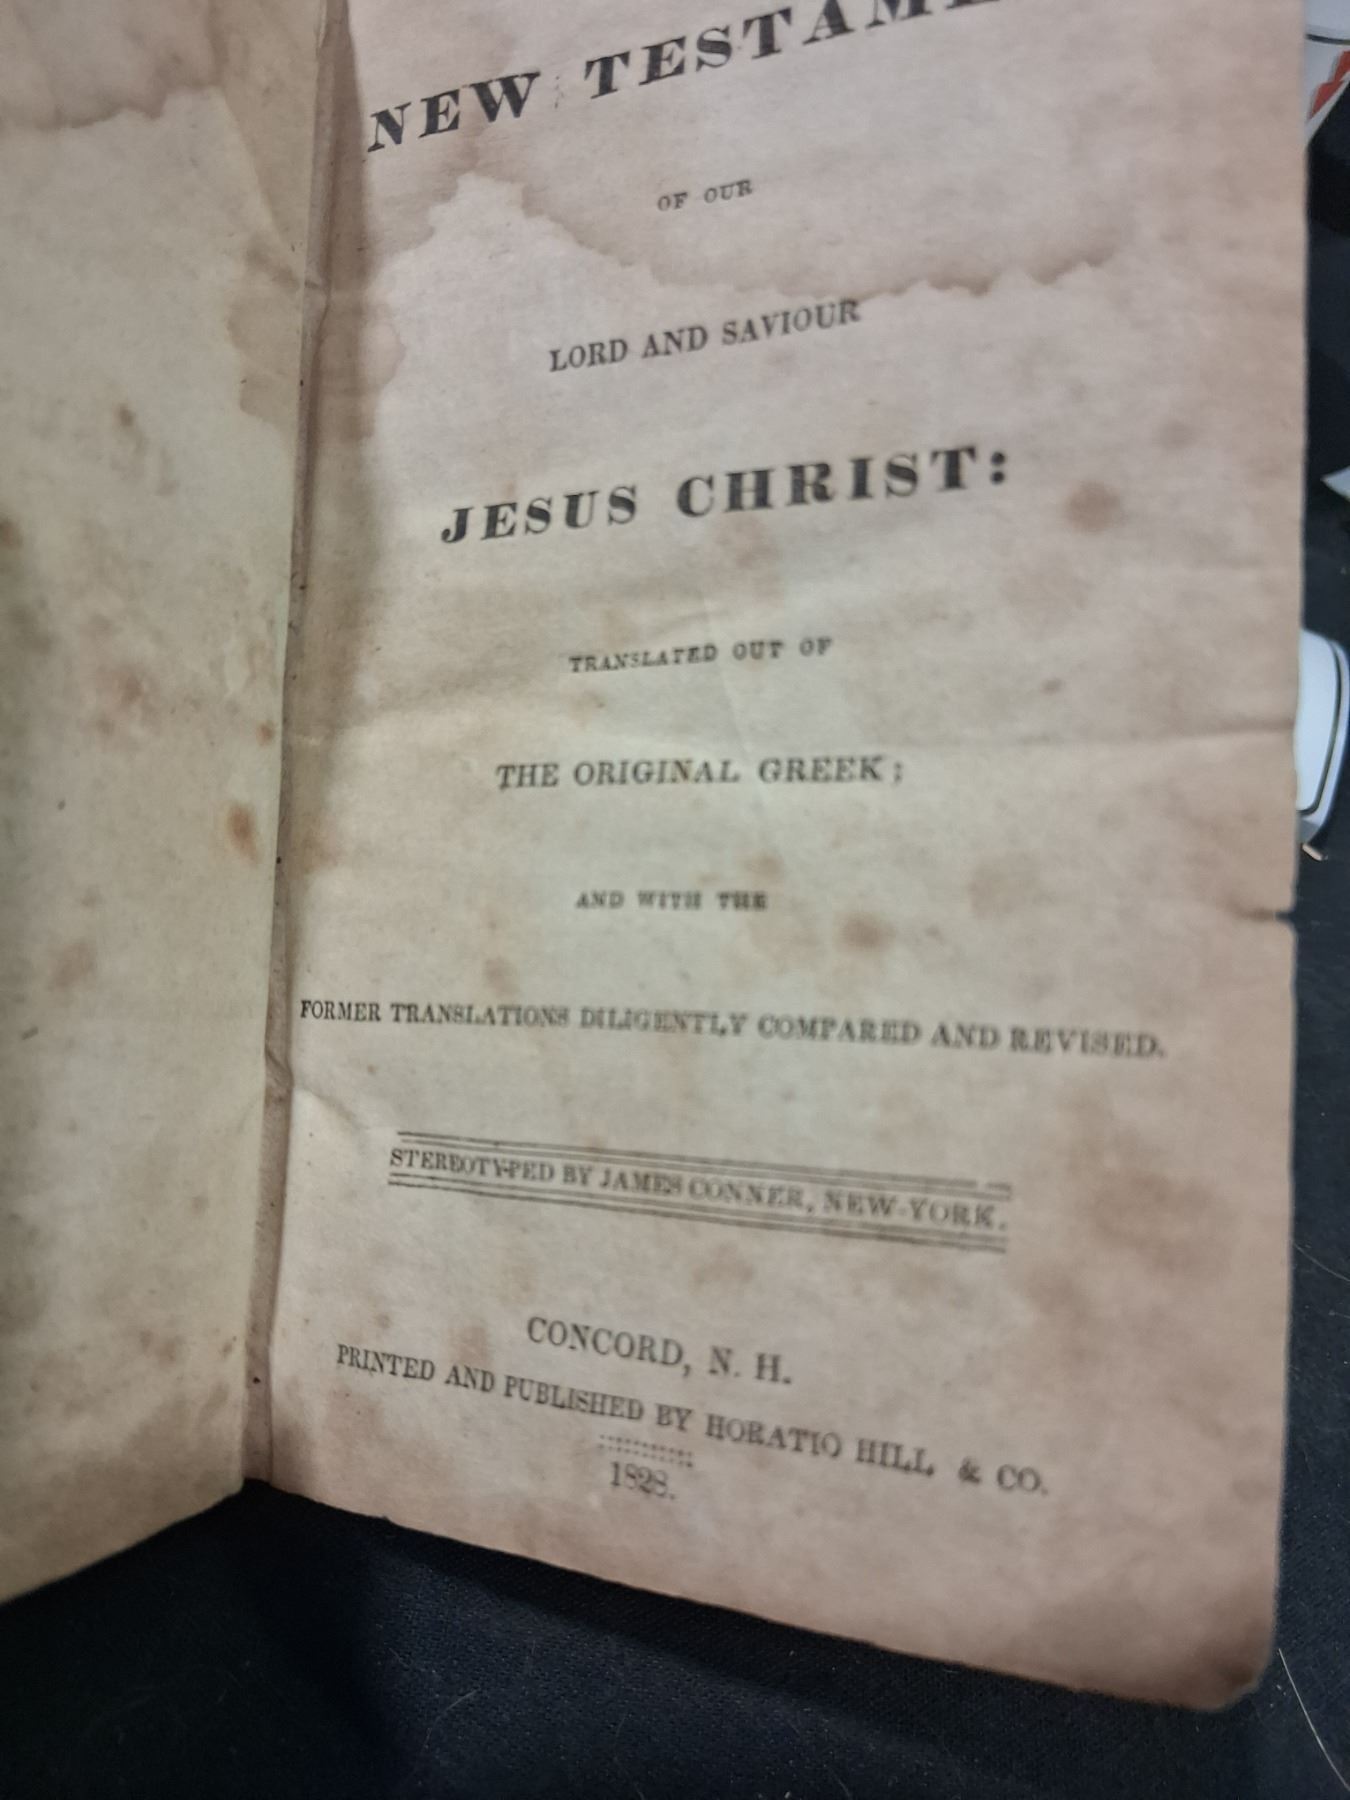 NEW TESTAME
OF OUR
LORD AND SAVIOUR
JESUS CHRIST:
TRANSLATED OUT OF
THE ORIGINAL GREEK;
AND WITH THE
FORMER TRANSLATIONS DILIGENTLY COMPARED AND REVISED.
STEREOTYPED BY JAMES CONNER, NEW-YORK.
CONCORD, N. H.
PRINTED AND PUBLISHED BY HORATIO HILL & CO.
1828.